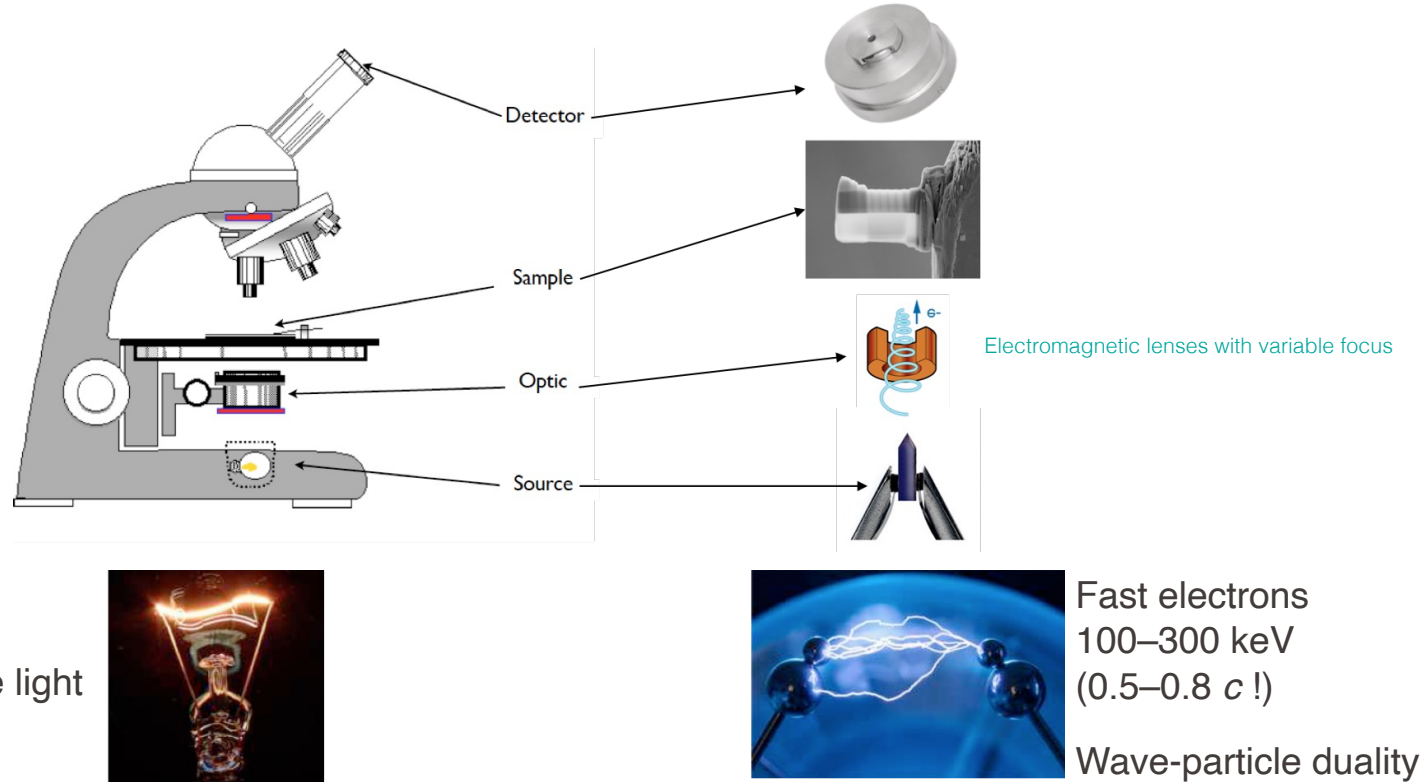 Detector
Sample
e-
Electromagnetic lenses with variable focus
Optic
Source
light
Fast electrons
100–300 keV
(0.5–0.8 c !)
Wave-particle duality